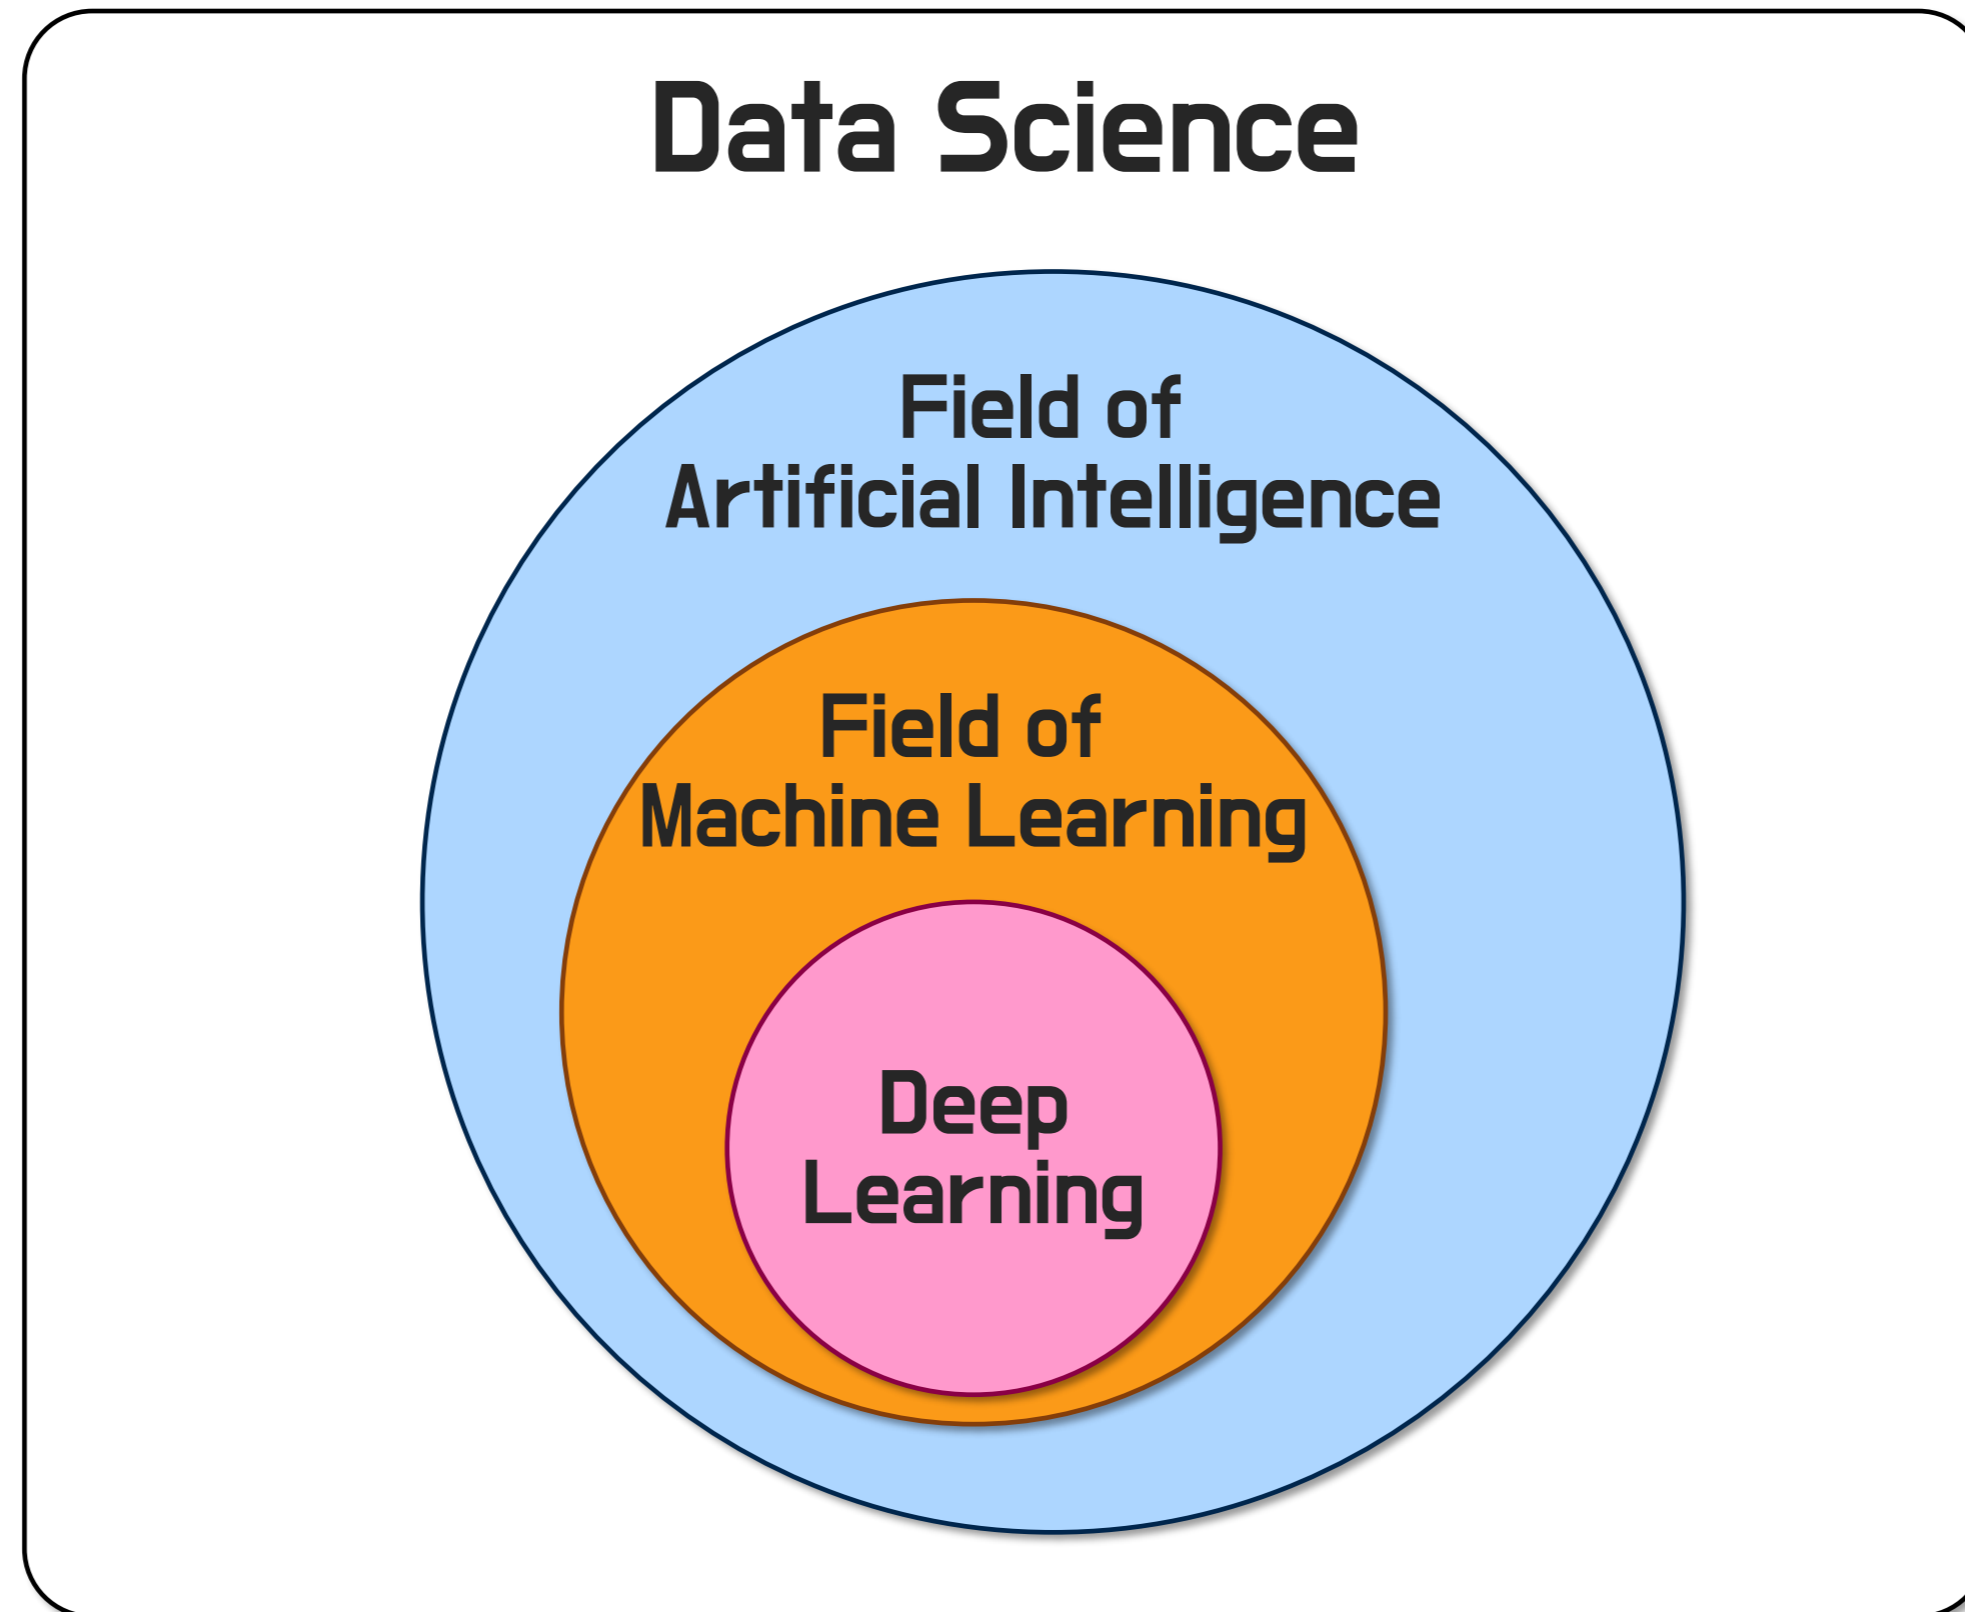 Data Science
Field of
Artificial Intelligence
Field of
Machine Learning
Deep
Learning